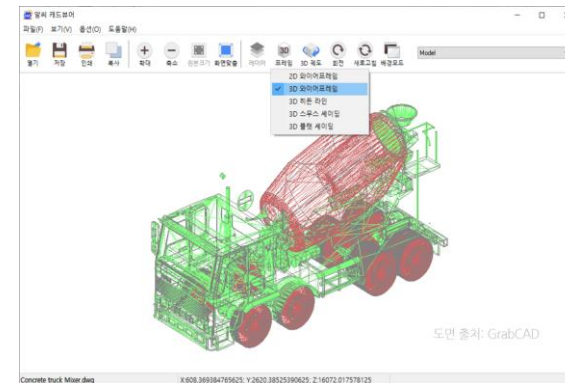 알씨 캐드뷰어
파일(F) 보기(V) 옵션(O) 도움말(H)
열기 저장 인쇄 복사 확대 축소 원본크기 화면맞춤 레이어 프레임 3D 궤도 회전 새로고침 배경모드 Model
3D
2D 와이어프레임
3D 와이어프레임
3D 히든 라인
3D 스무스 셰이딩
3D 플랫 셰이딩
도면 출처: GrabCAD
Concrete truck Mixer.dwg X:608.369384765625; Y:2620.38525390625; Z:16072.017578125